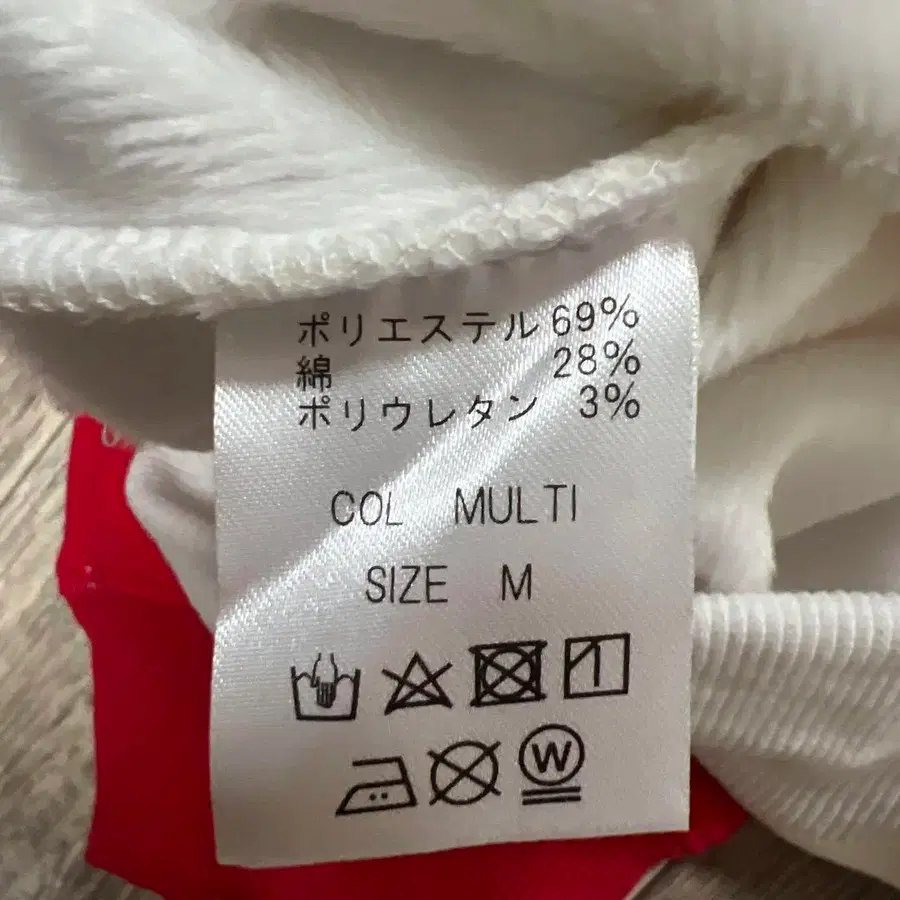 ポリエステル 69%
綿 28%
ポリウレタン 3%
COL MULTI
SIZE M
W